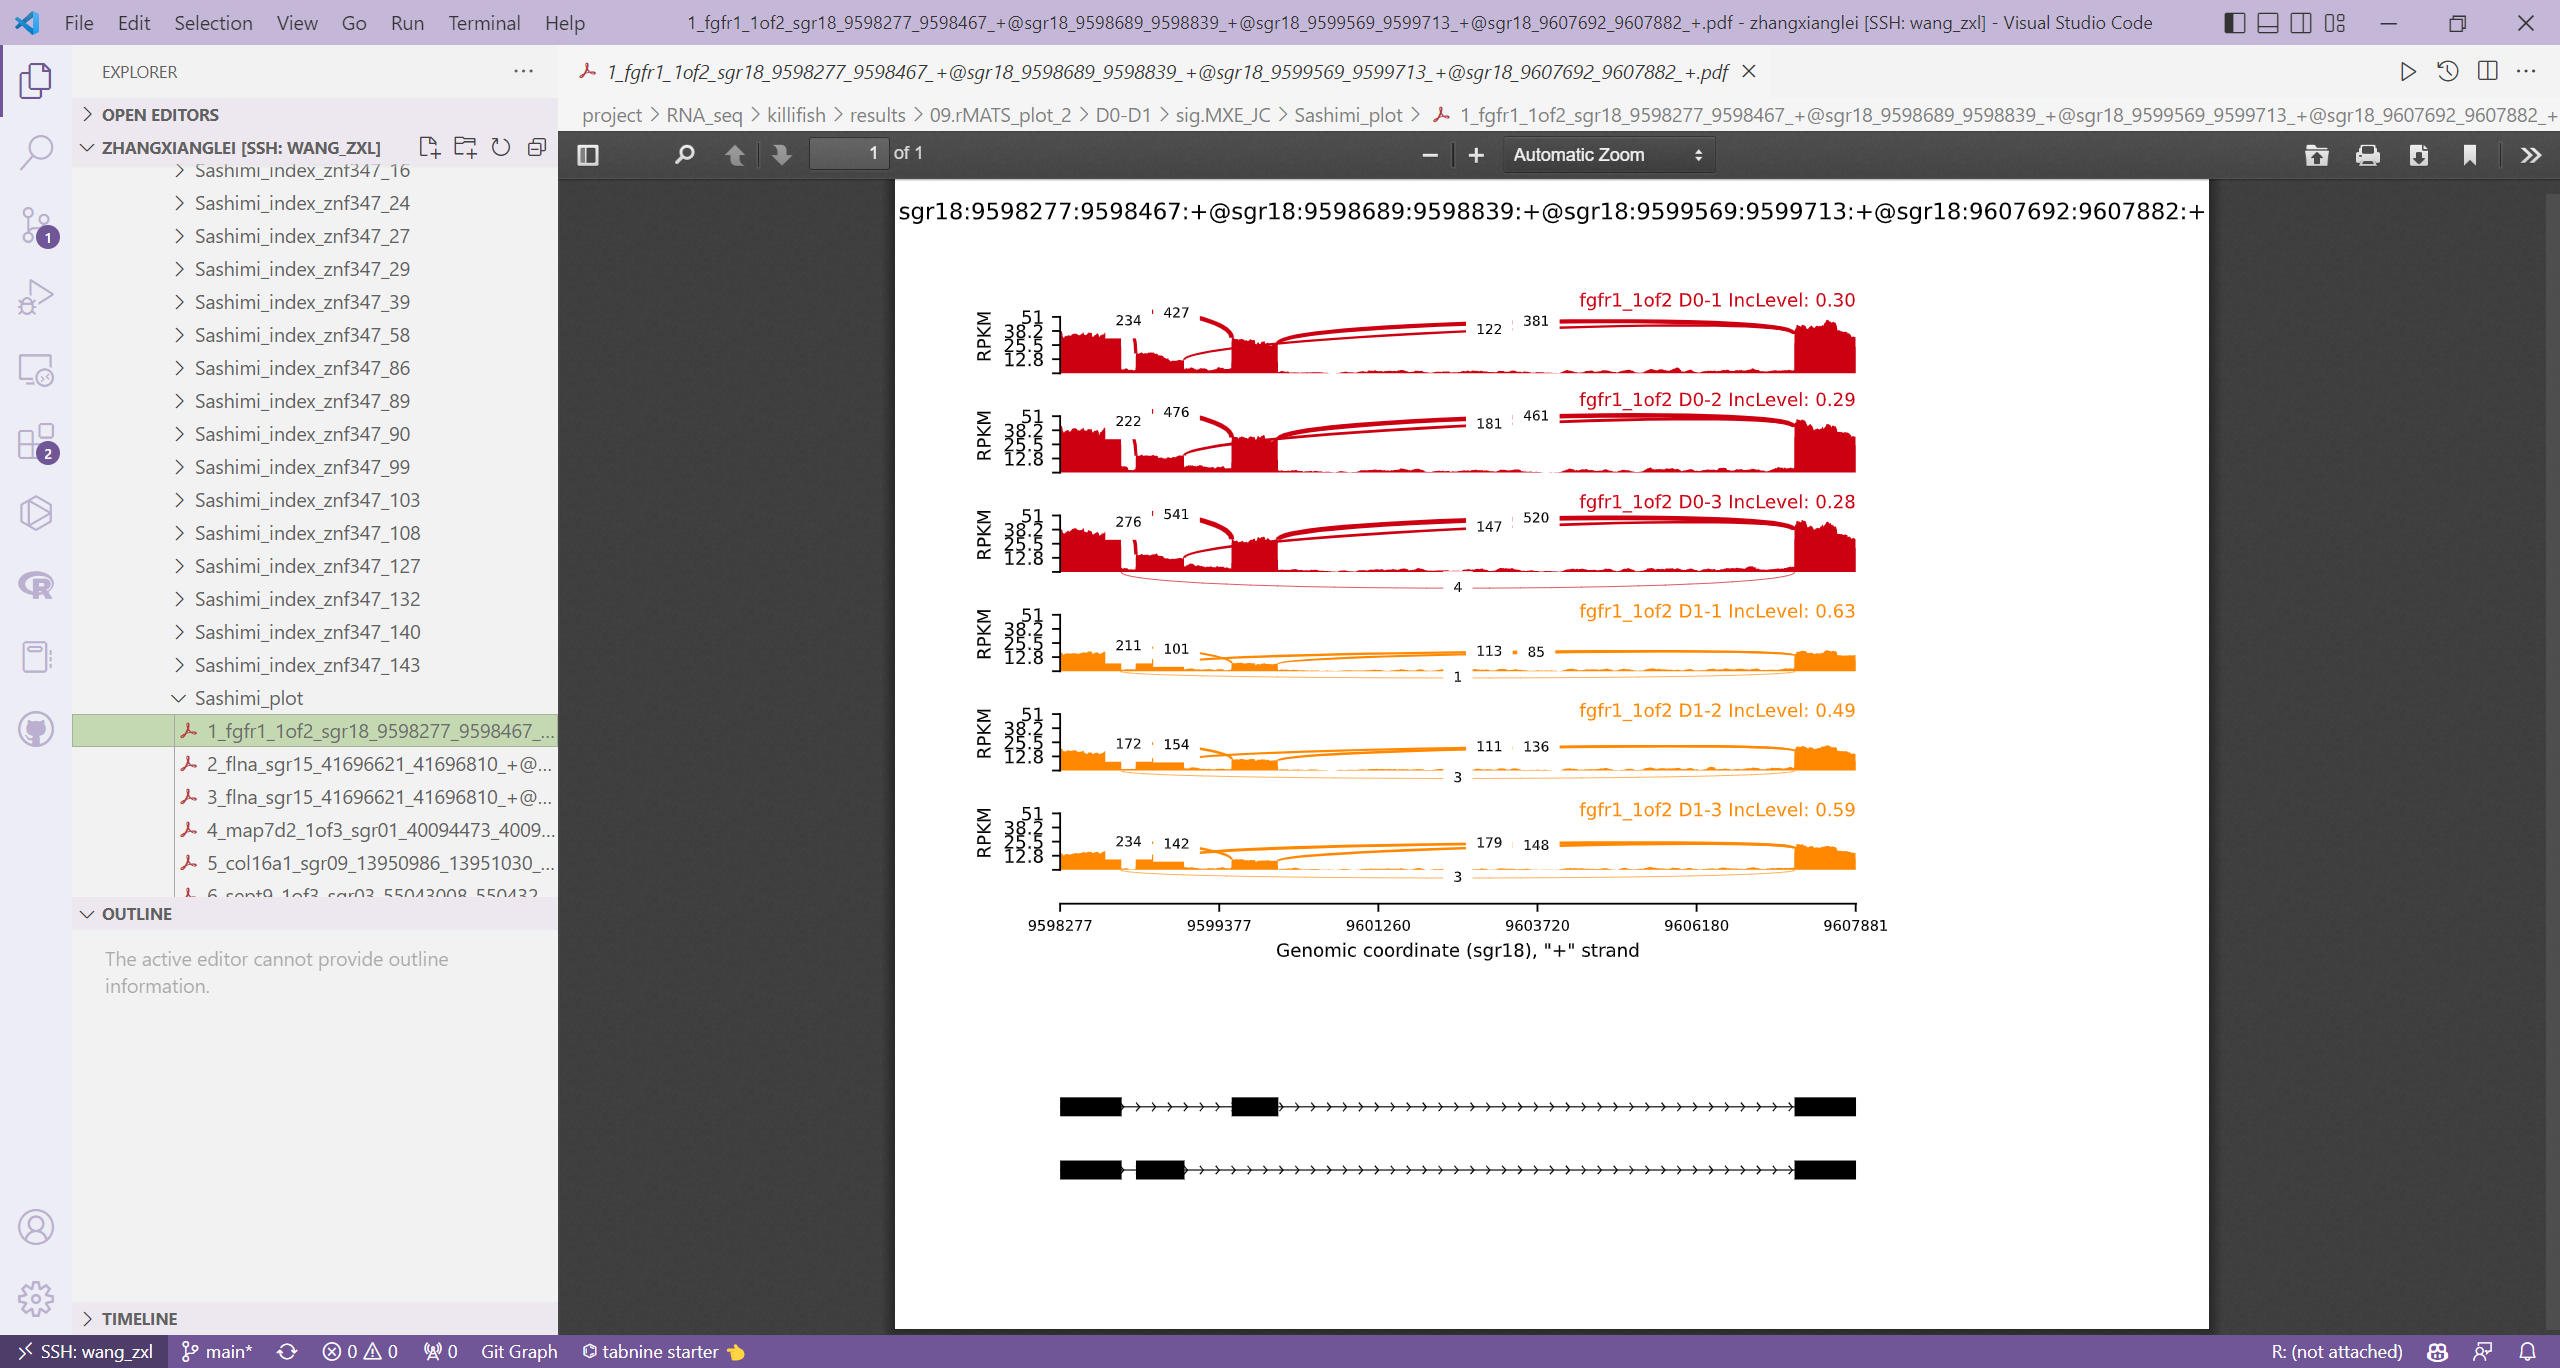 File Edit Selection View Go Run Terminal Help
1_fgfr1_1of2_sgr18_9598277_9598467_+@sgr18_9598689_9598839_+@sgr18_9599569_9599713_+@sgr18_9607692_9607882_+.pdf - zhangxianglei [SSH: wang_zxl] - Visual Studio Code
EXPLORER
1_fgfr1_1of2_sgr18_9598277_9598467_+@sgr18_9598689_9598839_+@sgr18_9599569_9599713_+@sgr18_9607692_9607882_+.pdf
OPEN EDITORS
project > RNA_seq > killifish > results > 09.rMATS_plot_2 > D0-D1 > sig.MXE_JC > Sashimi_plot > 1_fgfr1_1of2_sgr18_9598277_9598467_+@sgr18_9598689_9598839_+@sgr18_9599569_9599713_+@sgr18_9607692_9607882_+
ZHANGXIANGLEI [SSH: WANG_ZXL]
1 of 1
Automatic Zoom
Sashimi_index_znf347_16
Sashimi_index_znf347_24
Sashimi_index_znf347_27
Sashimi_index_znf347_29
Sashimi_index_znf347_39
Sashimi_index_znf347_58
Sashimi_index_znf347_86
Sashimi_index_znf347_89
Sashimi_index_znf347_90
Sashimi_index_znf347_99
Sashimi_index_znf347_103
Sashimi_index_znf347_108
Sashimi_index_znf347_127
Sashimi_index_znf347_132
Sashimi_index_znf347_140
Sashimi_index_znf347_143
Sashimi_plot
1_fgfr1_1of2_sgr18_9598277_9598467_...
2_flna_sgr15_41696621_41696810_+@...
3_flna_sgr15_41696621_41696810_+@...
4_map7d2_1of3_sgr01_40094473_4009...
5_col16a1_sgr09_13950986_13951030_...
6_sept9_1of3_sgr03_55043008_550432
OUTLINE
The active editor cannot provide outline
information.
TIMELINE
1
2
sgr18:9598277:9598467:+@sgr18:9598689:9598839:+@sgr18:9599569:9599713:+@sgr18:9607692:9607882:+
fgfr1_1of2 D0-1 IncLevel: 0.30
RPKM
51
38.2
25.5
12.8
234 427 122 381
fgfr1_1of2 D0-2 IncLevel: 0.29
RPKM
51
38.2
25.5
12.8
222 476 181 461
fgfr1_1of2 D0-3 IncLevel: 0.28
RPKM
51
38.2
25.5
12.8
276 541 147 520
4
fgfr1_1of2 D1-1 IncLevel: 0.63
RPKM
51
38.2
25.5
12.8
211 101 113 85
1
fgfr1_1of2 D1-2 IncLevel: 0.49
RPKM
51
38.2
25.5
12.8
172 154 111 136
3
fgfr1_1of2 D1-3 IncLevel: 0.59
RPKM
51
38.2
25.5
12.8
234 142 179 148
3
9598277 9599377 9601260 9603720 9606180 9607881
Genomic coordinate (sgr18), "+" strand
SSH: wang_zxl main* 0 0 0 Git Graph tabnine starter R: (not attached)